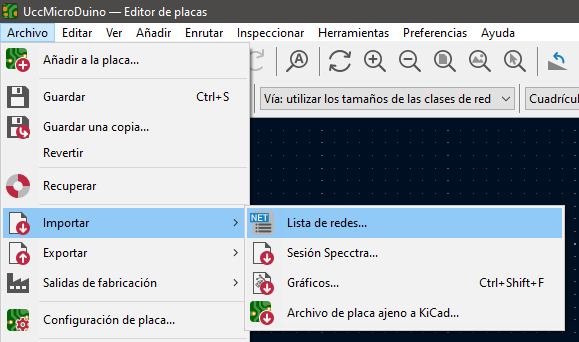 UccMicroDuino — Editor de placas
Archivo Editar Ver Añadir Enrutar Inspeccionar Herramientas Preferencias Ayuda
Añadir a la placa...
Guardar Ctrl+S
Vía: utilizar los tamaños de las clases de red
Cuadrícul
Guardar una copia...
Revertir
Recuperar
Importar
NET Lista de redes...
Exportar
Sesión Specctra...
Salidas de fabricación
Gráficos... Ctrl+Shift+F
Configuración de placa...
Archivo de placa ajeno a KiCad...